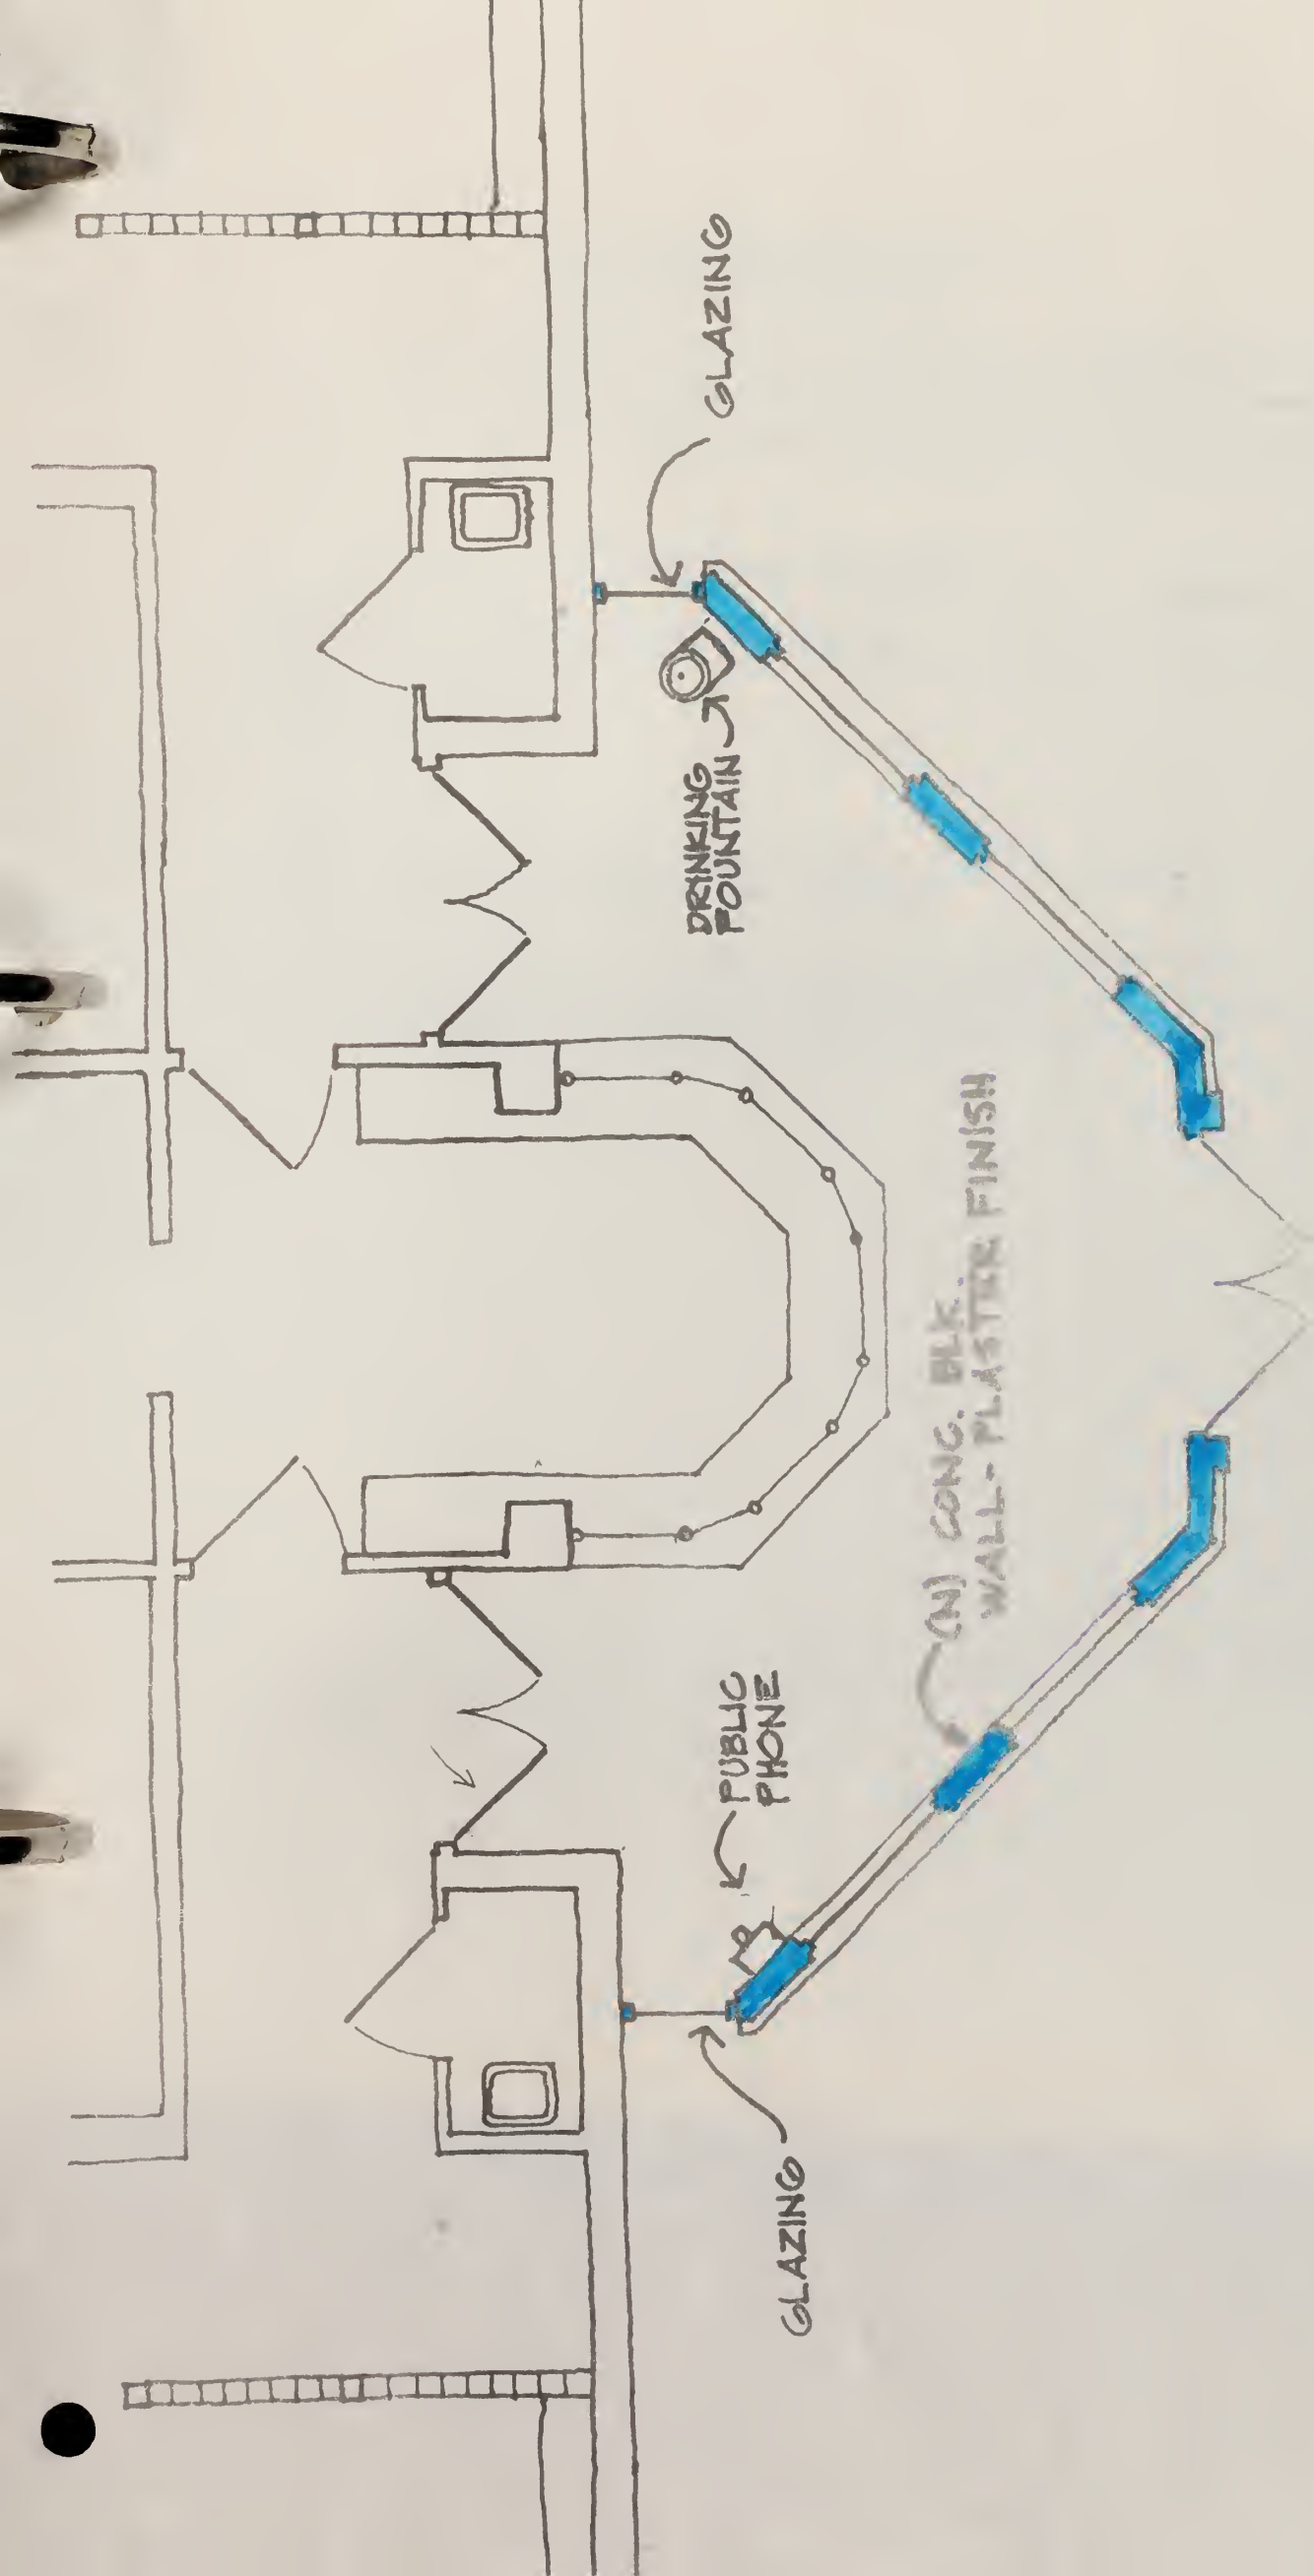 GLAZING
PUBLIC
PHONE
(N) CONC. BLK.
WALL - PLASTER FINISH
DRINKING
FOUNTAIN
GLAZING